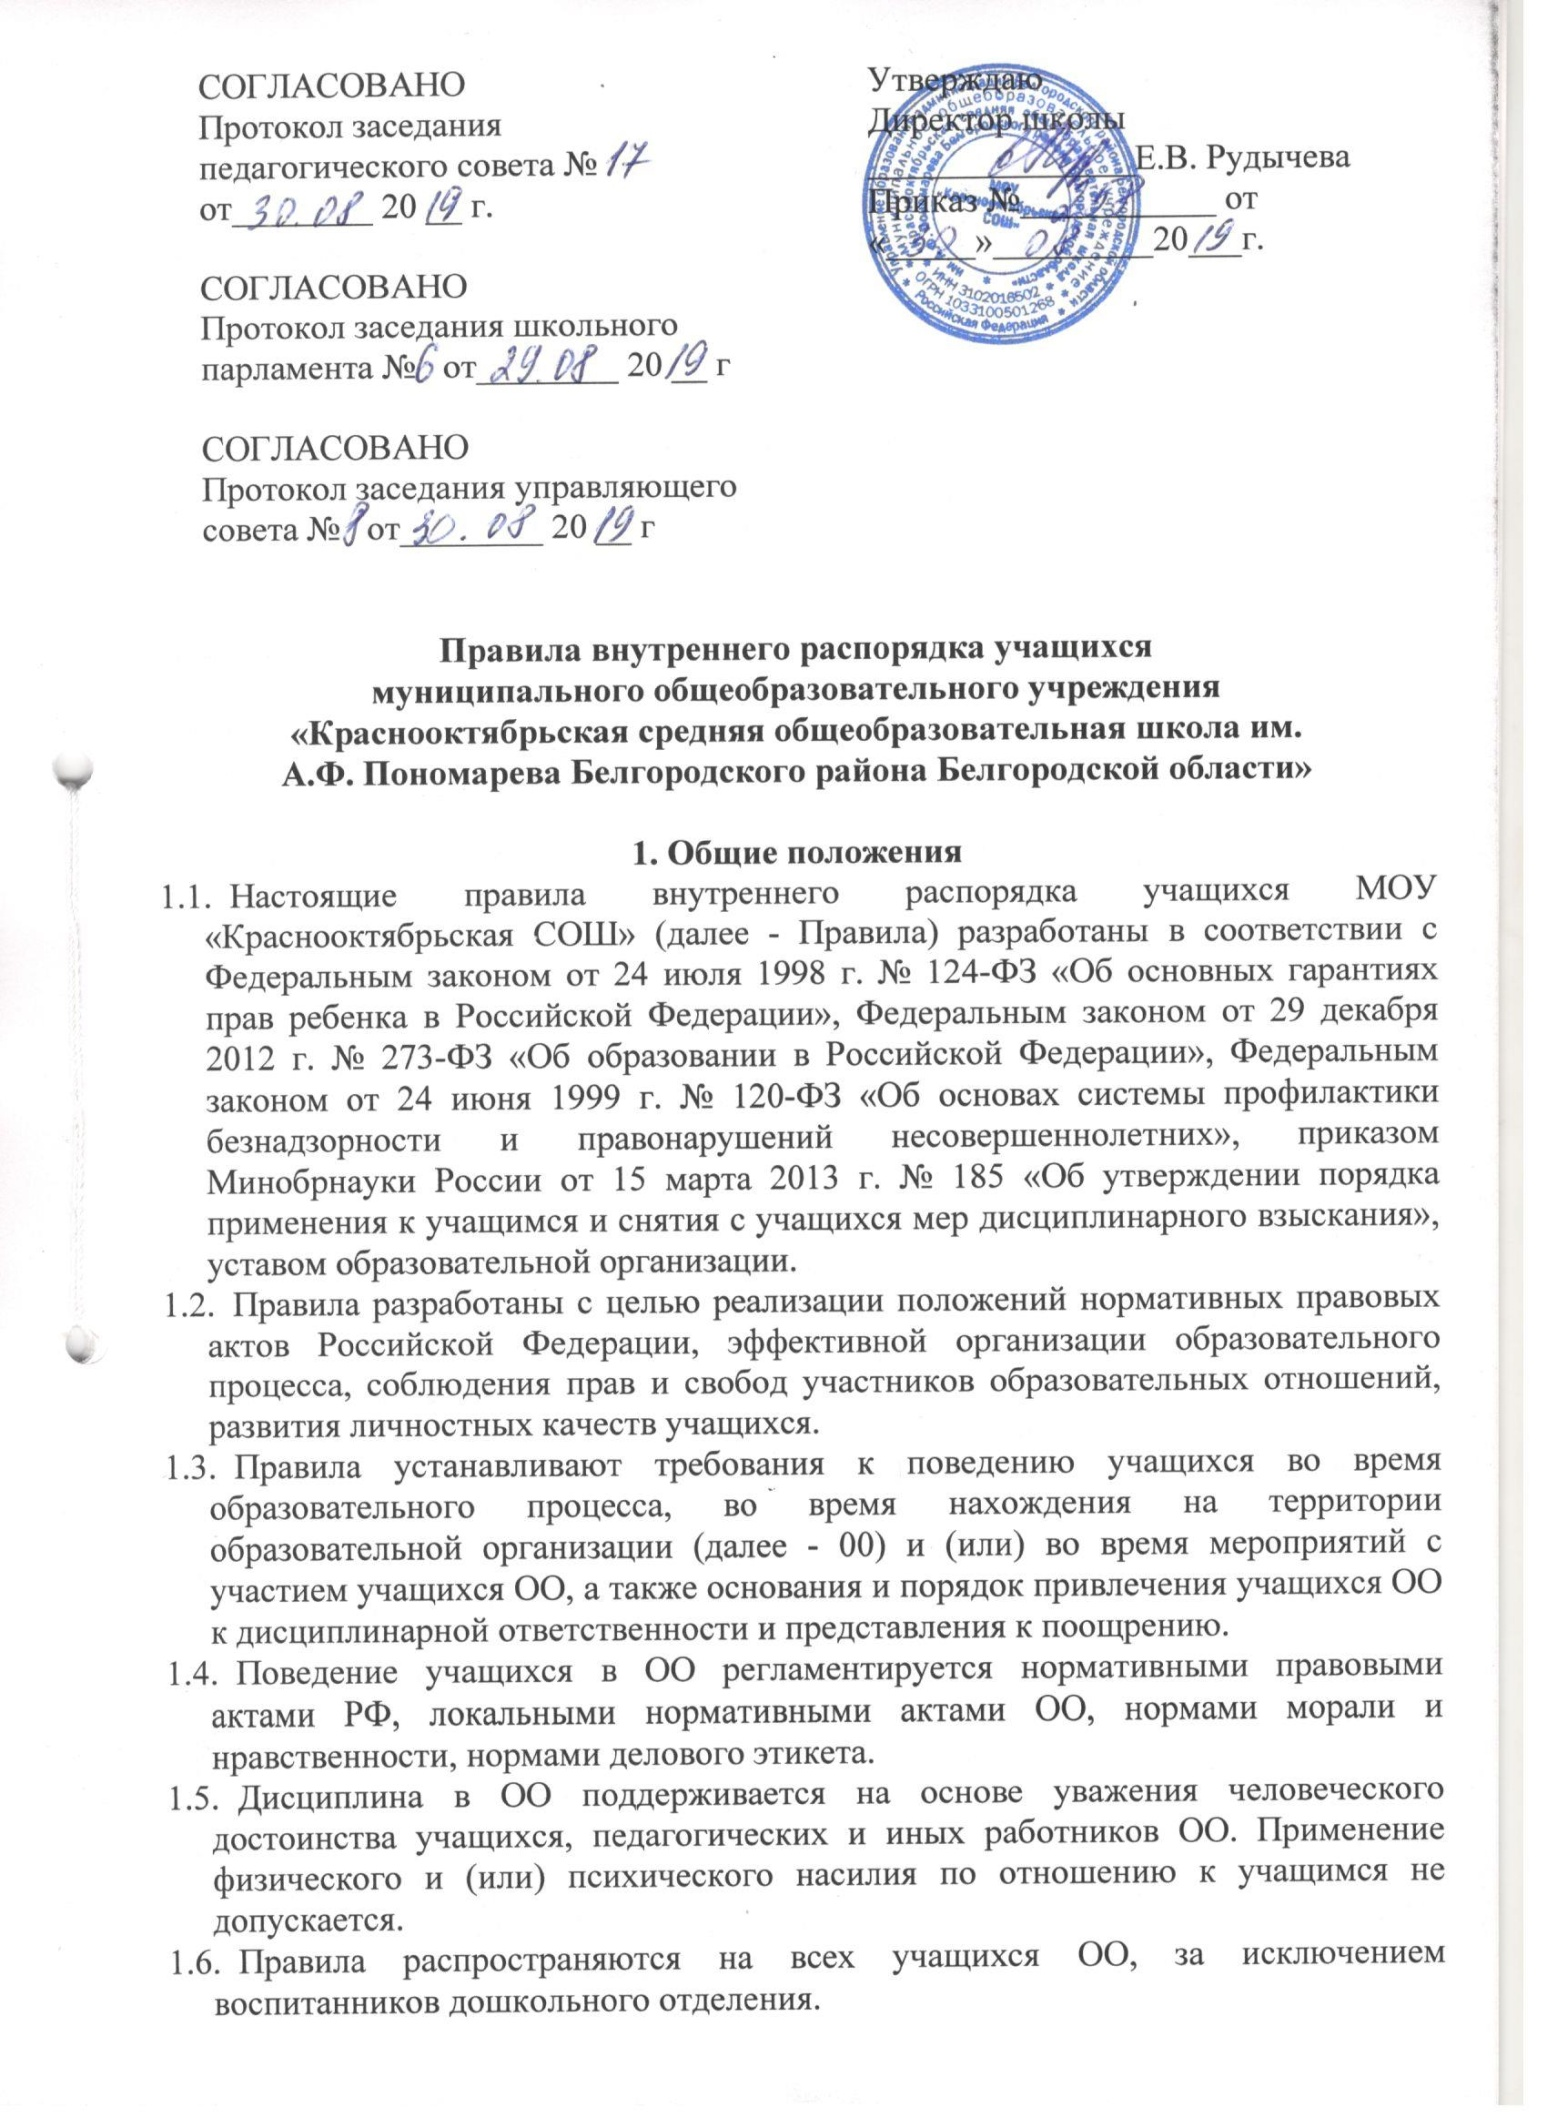 СОГЛАСОВАНО
Протокол заседания
педагогического совета № 17
от 30.08 20 19 г.
СОГЛАСОВАНО
Протокол заседания школьного
парламента №6 от 29.08 20 19 г
СОГЛАСОВАНО
Протокол заседания управляющего
совета №8 от 30.08 20 19 г
Утверждаю
Директор школы
Е.В. Рудычева
Приказ № от
«30» 08 20 19 г.
МОУ
«Краснооктябрьская
СОШ»
ИНН 3102016502
ОГРН 1033100501268
Российская Федерация
Правила внутреннего распорядка учащихся
муниципального общеобразовательного учреждения
«Краснооктябрьская средняя общеобразовательная школа им.
А.Ф. Пономарева Белгородского района Белгородской области»
1. Общие положения
1.1. Настоящие правила внутреннего распорядка учащихся МОУ
«Краснооктябрьская СОШ» (далее - Правила) разработаны в соответствии с
Федеральным законом от 24 июля 1998 г. № 124-ФЗ «Об основных гарантиях
прав ребенка в Российской Федерации», Федеральным законом от 29 декабря
2012 г. № 273-ФЗ «Об образовании в Российской Федерации», Федеральным
законом от 24 июня 1999 г. № 120-ФЗ «Об основах системы профилактики
безнадзорности и правонарушений несовершеннолетних», приказом
Минобрнауки России от 15 марта 2013 г. № 185 «Об утверждении порядка
применения к учащимся и снятия с учащихся мер дисциплинарного взыскания»,
уставом образовательной организации.
1.2. Правила разработаны с целью реализации положений нормативных правовых
актов Российской Федерации, эффективной организации образовательного
процесса, соблюдения прав и свобод участников образовательных отношений,
развития личностных качеств учащихся.
1.3. Правила устанавливают требования к поведению учащихся во время
образовательного процесса, во время нахождения на территории
образовательной организации (далее - 00) и (или) во время мероприятий с
участием учащихся ОО, а также основания и порядок привлечения учащихся ОО
к дисциплинарной ответственности и представления к поощрению.
1.4. Поведение учащихся в ОО регламентируется нормативными правовыми
актами РФ, локальными нормативными актами ОО, нормами морали и
нравственности, нормами делового этикета.
1.5. Дисциплина в ОО поддерживается на основе уважения человеческого
достоинства учащихся, педагогических и иных работников ОО. Применение
физического и (или) психического насилия по отношению к учащимся не
допускается.
1.6. Правила распространяются на всех учащихся ОО, за исключением
воспитанников дошкольного отделения.